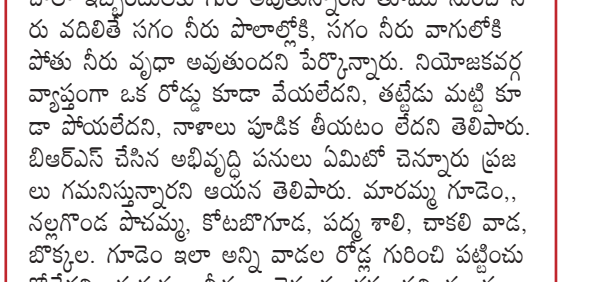 రు వదిలితే సగం నీరు పొలాల్లోకి, సగం నీరు వాగులోకి
పోతు నీరు వృధా అవుతుందని పేర్కొన్నారు. నియోజకవర్గ
వ్యాప్తంగా ఒక రోడ్డు కూడా వేయలేదని, తట్టేడు మట్టి కూ
డా పోయలేదని, నాళాలు పూడిక తీయటం లేదని తెలిపారు.
బిఆర్ఎస్ చేసిన అభివృద్ధి పనులు ఏమిటో చెన్నూరు ప్రజ
లు గమనిస్తున్నారని ఆయన తెలిపారు. మారమ్మ గూడెం,,
నల్లగొండ పొచమ్మ, కోటబొగూడ, పద్మ శాలి, చాకలి వాడ,
బొక్కల. గూడెం ఇలా అన్ని వాడల రోడ్ల గురించి పట్టించు